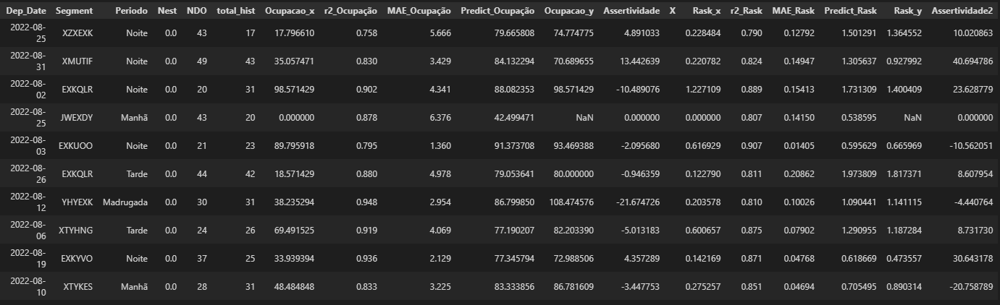 Dep_Date Segment Periodo Nest NDO total_hist Ocupacao_x r2_Ocupação MAE_Ocupação Predict_Ocupação Ocupacao_y Assertividade X Rask_x r2_Rask MAE_Rask Predict_Rask Rask_y Assertividade2
2022-08-25 XZXEXK Noite 0.0 43 17 17.796610 0.758 5.666 79.665808 74.774775 4.891033 0.228484 0.790 0.12792 1.501291 1.364552 10.020863
2022-08-31 XMUTIF Noite 0.0 49 43 35.057471 0.830 3.429 84.132294 70.689655 13.442639 0.220782 0.824 0.14947 1.305637 0.927992 40.694786
2022-08-02 EXKQLR Noite 0.0 20 31 98.571429 0.902 4.341 88.082353 98.571429 -10.489076 1.227109 0.889 0.15413 1.731309 1.400409 23.628779
2022-08-25 JWEXDY Manhã 0.0 43 20 0.000000 0.878 6.376 42.499471 NaN 0.000000 0.000000 0.807 0.14150 0.538595 NaN 0.000000
2022-08-03 EXKUOO Noite 0.0 21 23 89.795918 0.795 1.360 91.373708 93.469388 -2.095680 0.616929 0.907 0.01405 0.595629 0.665969 -10.562051
2022-08-26 EXKQLR Tarde 0.0 44 42 18.571429 0.880 4.978 79.053641 80.000000 -0.946359 0.122790 0.811 0.20862 1.973809 1.817371 8.607954
2022-08-12 YHYEXK Madrugada 0.0 30 31 38.235294 0.948 2.954 86.799850 108.474576 -21.674726 0.203578 0.810 0.10026 1.090441 1.141115 -4.440764
2022-08-06 XTYHNG Tarde 0.0 24 26 69.491525 0.919 4.069 77.190207 82.203390 -5.013183 0.600657 0.875 0.07902 1.290955 1.187284 8.731730
2022-08-19 EXKYVO Noite 0.0 37 25 33.939394 0.936 2.129 77.345794 72.988506 4.357289 0.142169 0.871 0.04768 0.618669 0.473557 30.643178
2022-08-10 XTYKES Manhã 0.0 28 31 48.484848 0.833 3.225 83.333856 86.781609 -3.447753 0.275257 0.851 0.04694 0.705495 0.890314 -20.758789